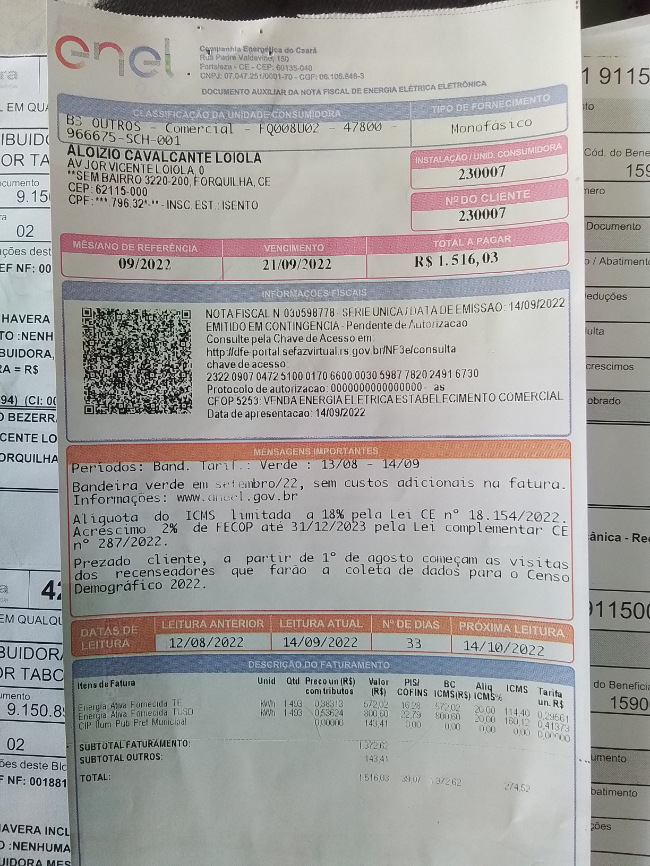 enel
Companhia Energética do Ceará
Rua Padre Valdevino, 150
Fortaleza - CE - CEP: 60135-040
CNPJ: 07.047.251/0001-70 - CGF: 06.105.848-3
DOCUMENTO AUXILIAR DA NOTA FISCAL DE ENERGIA ELÉTRICA ELETRÔNICA
CLASSIFICAÇÃO DA UNIDADE CONSUMIDORA
B3 OUTROS - Comercial - FQ008U02 - 47800 -
966675-SCH-001
TIPO DE FORNECIMENTO
Monofásico
ALOIZIO CAVALCANTE LOIOLA
AV JOR VICENTE LOIOLA, 0
**SEM BAIRRO 3220-200, FORQUILHA, CE
CEP: 62115-000
CPF: *** 796.32*-** - INSC. EST.: ISENTO
INSTALAÇÃO / UNID. CONSUMIDORA
230007
Nº DO CLIENTE
230007
MÊS/ANO DE REFERÊNCIA VENCIMENTO TOTAL A PAGAR
09/2022 21/09/2022 R$ 1.516,03
INFORMAÇÕES FISCAIS
NOTA FISCAL N 030598778 - SERIE UNICA / DATA DE EMISSAO: 14/09/2022
EMITIDO EM CONTINGENCIA - Pendente de Autorizacao
Consulte pela Chave de Acesso em
http://dfe-portal.sefazvirtual.rs.gov.br/NF3e/consulta
chave de acesso:
2322 0907 0472 5100 0170 6600 0030 5987 7820 2491 6730
Protocolo de autorizacao: 0000000000000000 - as
CFOP 5253: VENDA ENERGIA ELETRICA ESTABELECIMENTO COMERCIAL
Data de apresentacao: 14/09/2022
MENSAGENS IMPORTANTES
Periodos: Band. Tarif.: Verde : 13/08 - 14/09
Bandeira verde em setembro/22, sem custos adicionais na fatura.
Informações: www.aneel.gov.br
Aliquota do ICMS limitada a 18% pela Lei CE nº 18.154/2022.
Acréscimo 2% de FECOP até 31/12/2023 pela Lei complementar CE
nº 287/2022.
Prezado cliente, a partir de 1º de agosto começam as visitas
dos recenseadores que farão a coleta de dados para o Censo
Demográfico 2022.
DATAS DE LEITURA
LEITURA ANTERIOR LEITURA ATUAL Nº DE DIAS PRÓXIMA LEITURA
12/08/2022 14/09/2022 33 14/10/2022
DESCRIÇÃO DO FATURAMENTO
Itens de Fatura Unid Qtd Preco un (R$) com tributos Valor (R$) PIS/ COFINS BC ICMS(R$) Aliq ICMS% ICMS Tarifa un. R$
Energia Ativa Fornecida TE kWh 1.493 0,38313 572,02 16,28 572,02 20,00 114,40 0,29561
Energia Ativa Fornecida TUSD kWh 1.493 0,53624 800,60 22,79 800,60 20,00 160,12 0,41373
CIP Ilum Pub Pref Municipal 0,00000 143,41 0,00 0,00 0,00 0,00 0,00000
SUBTOTAL FATURAMENTO: 1.372,62
SUBTOTAL OUTROS: 143,41
TOTAL: 1.516,03 39,07 1.372,62 274,52